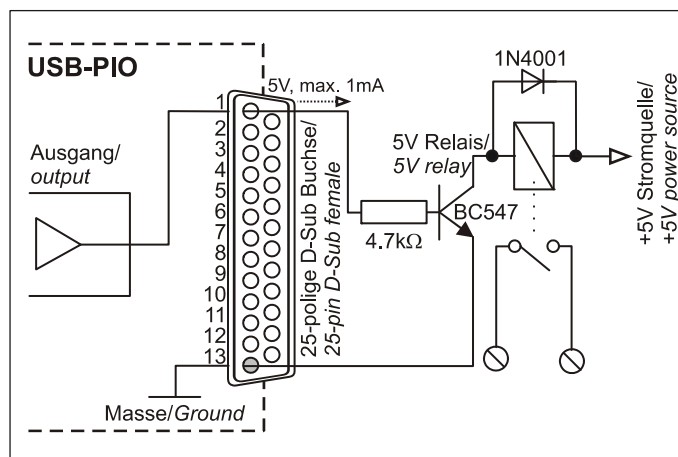 USB-PIO
Ausgang/
output
1
2
3
4
5
6
7
8
9
10
11
12
13
Masse/Ground
5V, max. 1mA
25-polige D-Sub Buchse/
25-pin D-Sub female
4.7kΩ
BC547
5V Relais/
5V relay
1N4001
+5V Stromquelle/
+5V power source